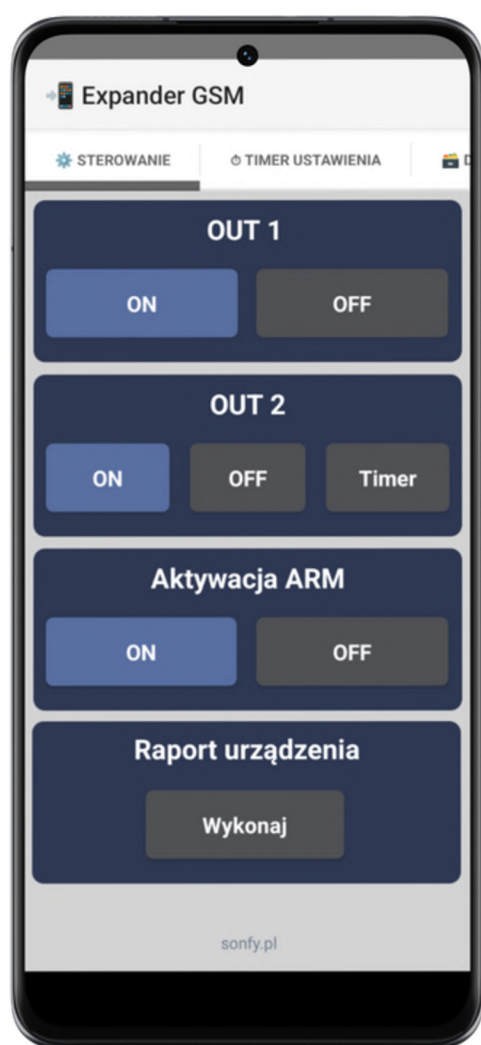 Expander GSM
STEROWANIE
TIMER USTAWIENIA
OUT 1
ON OFF
OUT 2
ON OFF Timer
Aktywacja ARM
ON OFF
Raport urządzenia
Wykonaj
sonfy.pl